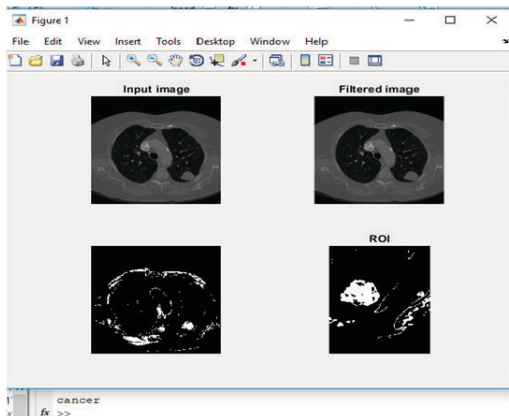 Figure 1
File Edit View Insert Tools Desktop Window Help
Input image
Filtered image
ROI
cancer
fx >>